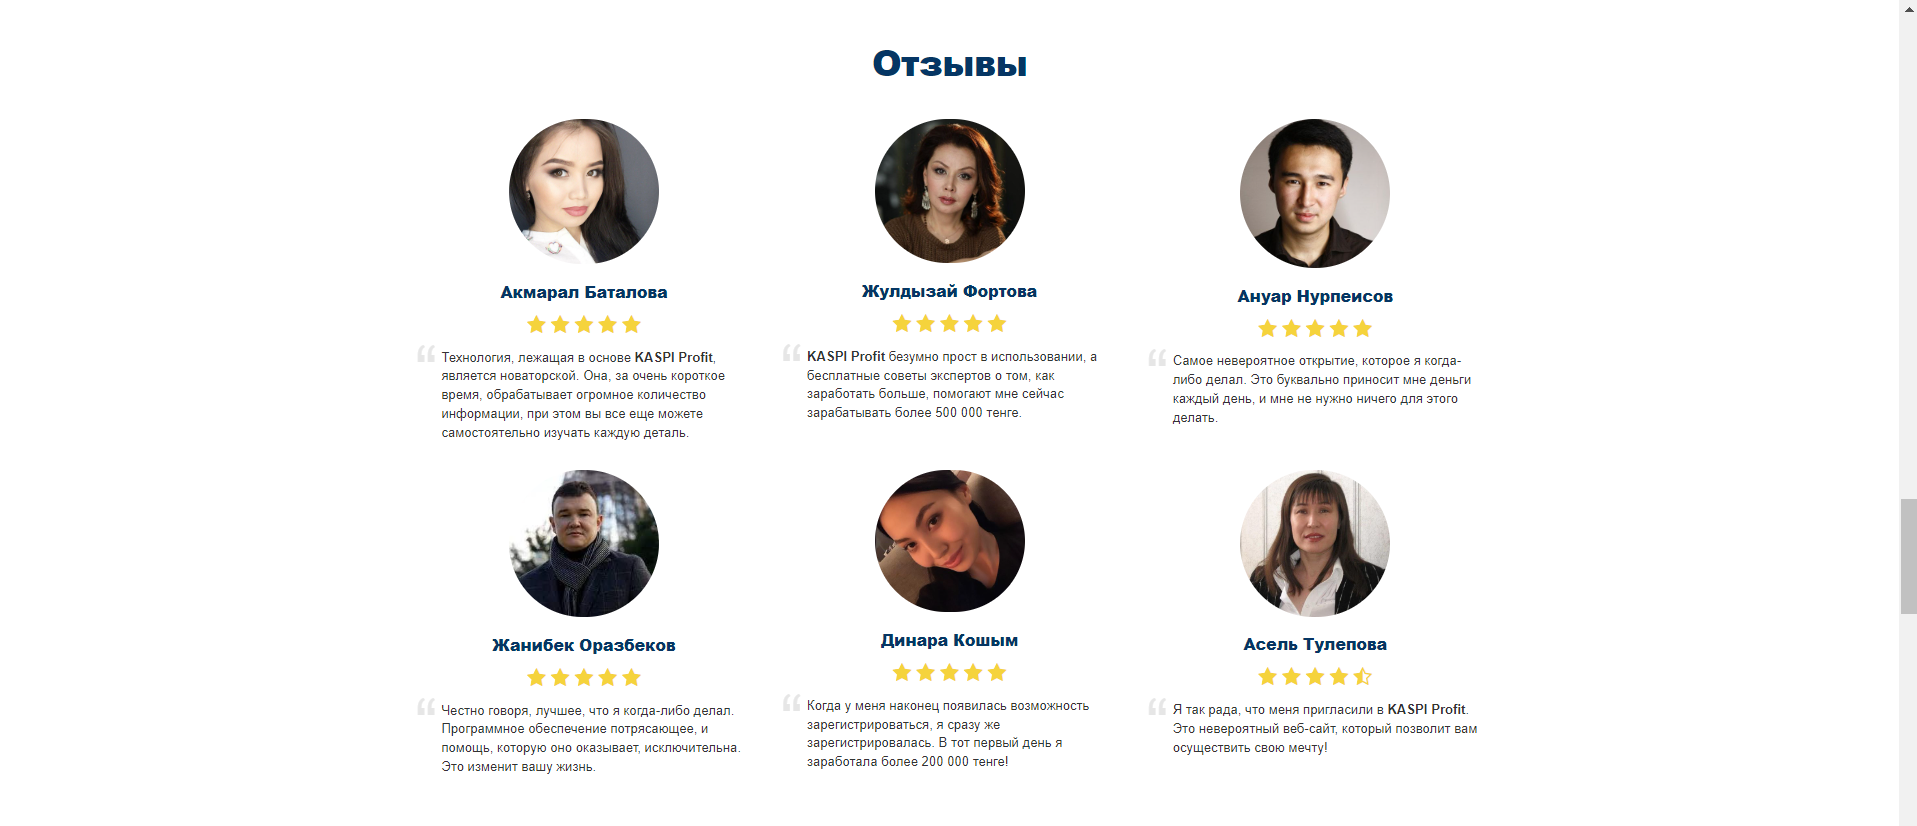 Отзывы
Акмарал Баталова
Технология, лежащая в основе KASPI Profit,
является новаторской. Она, за очень короткое
время, обрабатывает огромное количество
информации, при этом вы все еще можете
самостоятельно изучать каждую деталь.
Жулдызай Фортова
KASPI Profit безумно прост в использовании, а
бесплатные советы экспертов о том, как
заработать больше, помогают мне сейчас
зарабатывать более 500 000 тенге.
Ануар Нурпеисов
Самое невероятное открытие, которое я когда-
либо делал. Это буквально приносит мне деньги
каждый день, и мне не нужно ничего для этого
делать.
Жанибек Оразбеков
Честно говоря, лучшее, что я когда-либо делал.
Программное обеспечение потрясающее, и
помощь, которую оно оказывает, исключительна.
Это изменит вашу жизнь.
Динара Кошым
Когда у меня наконец появилась возможность
зарегистрироваться, я сразу же
зарегистрировалась. В тот первый день я
заработала более 200 000 тенге!
Асель Тулепова
Я так рада, что меня пригласили в KASPI Profit.
Это невероятный веб-сайт, который позволит вам
осуществить свою мечту!